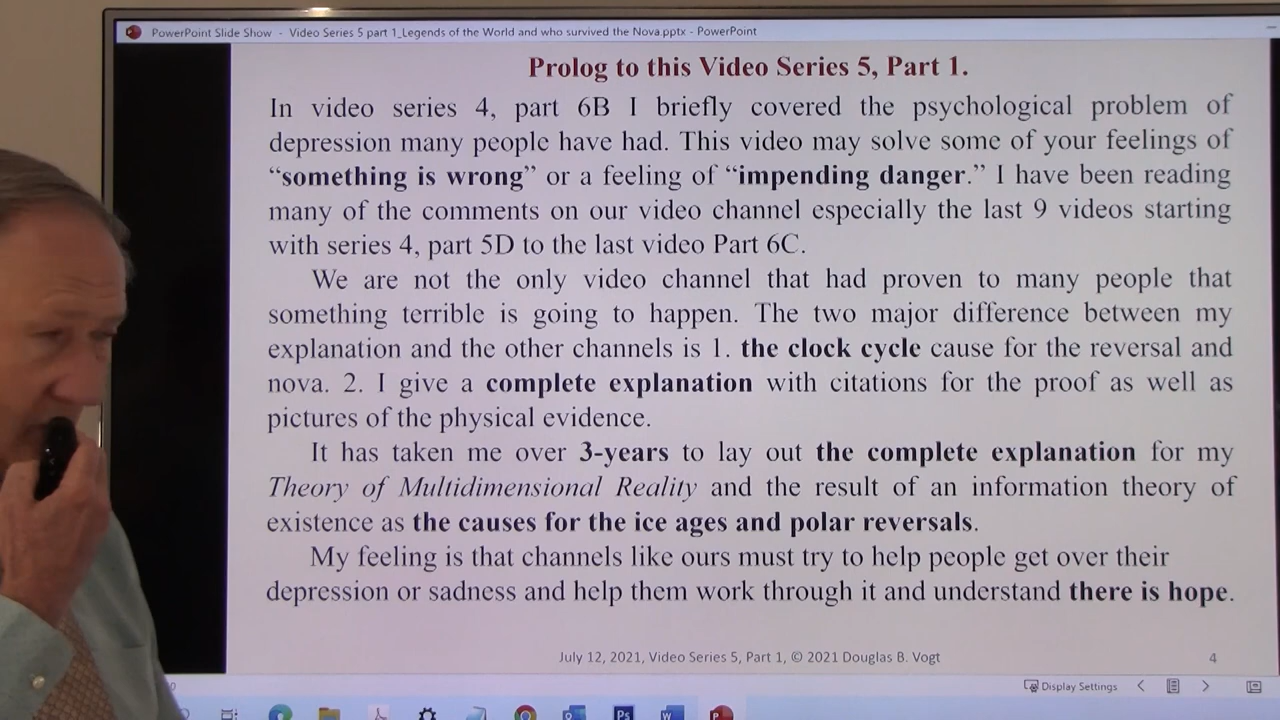 PowerPoint Slide Show - Video Series 5 part 1_Legends of the World and who survived the Nova.pptx - PowerPoint
Prolog to this Video Series 5, Part 1.
In video series 4, part 6B I briefly covered the psychological problem of
depression many people have had. This video may solve some of your feelings of
“something is wrong” or a feeling of “impending danger.” I have been reading
many of the comments on our video channel especially the last 9 videos starting
with series 4, part 5D to the last video Part 6C.
We are not the only video channel that had proven to many people that
something terrible is going to happen. The two major difference between my
explanation and the other channels is 1. the clock cycle cause for the reversal and
nova. 2. I give a complete explanation with citations for the proof as well as
pictures of the physical evidence.
It has taken me over 3-years to lay out the complete explanation for my
Theory of Multidimensional Reality and the result of an information theory of
existence as the causes for the ice ages and polar reversals.
My feeling is that channels like ours must try to help people get over their
depression or sadness and help them work through it and understand there is hope.
July 12, 2021, Video Series 5, Part 1, © 2021 Douglas B. Vogt
4
Display Settings
Ps
W
P